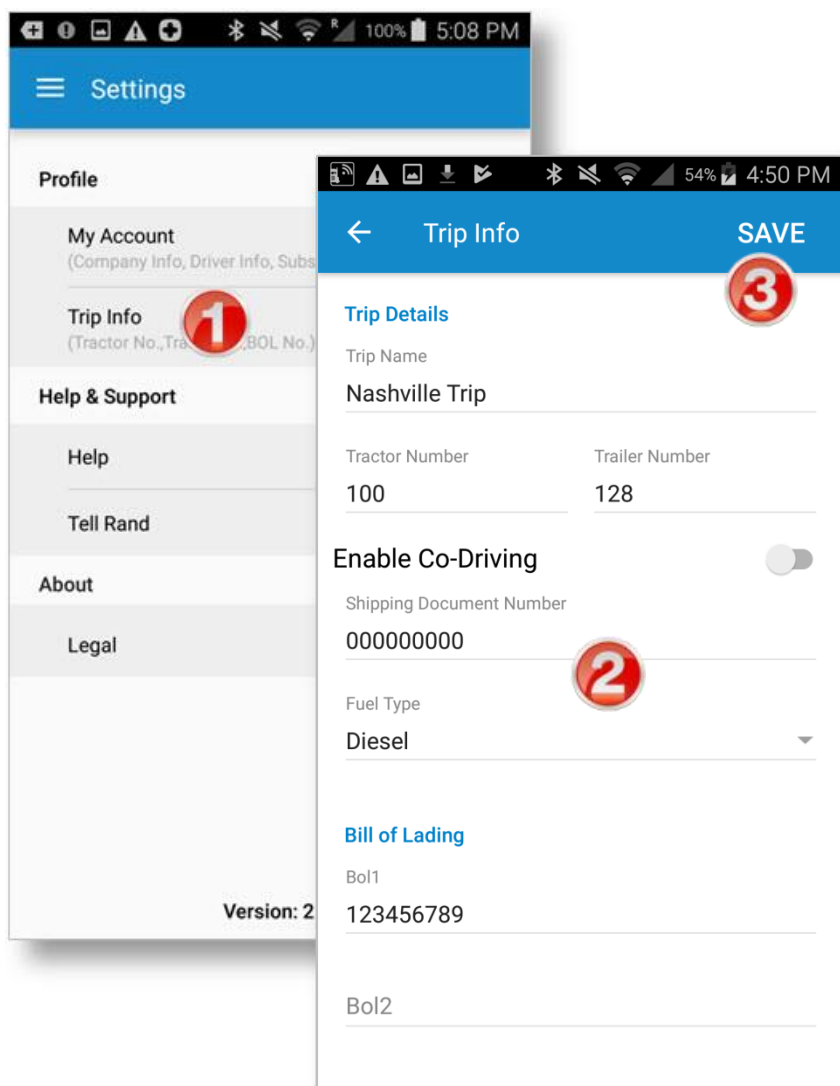 100% 5:08 PM
Settings
Profile
My Account
(Company Info, Driver Info, Subs
Trip Info
(Tractor No.,Tra ,BOL No.)
1
Help & Support
Help
Tell Rand
About
Legal
Version: 2
R
54% 4:50 PM
Trip Info SAVE
3
Trip Details
Trip Name
Nashville Trip
Tractor Number Trailer Number
100 128
Enable Co-Driving
Shipping Document Number
000000000
2
Fuel Type
Diesel
Bill of Lading
Bol1
123456789
Bol2